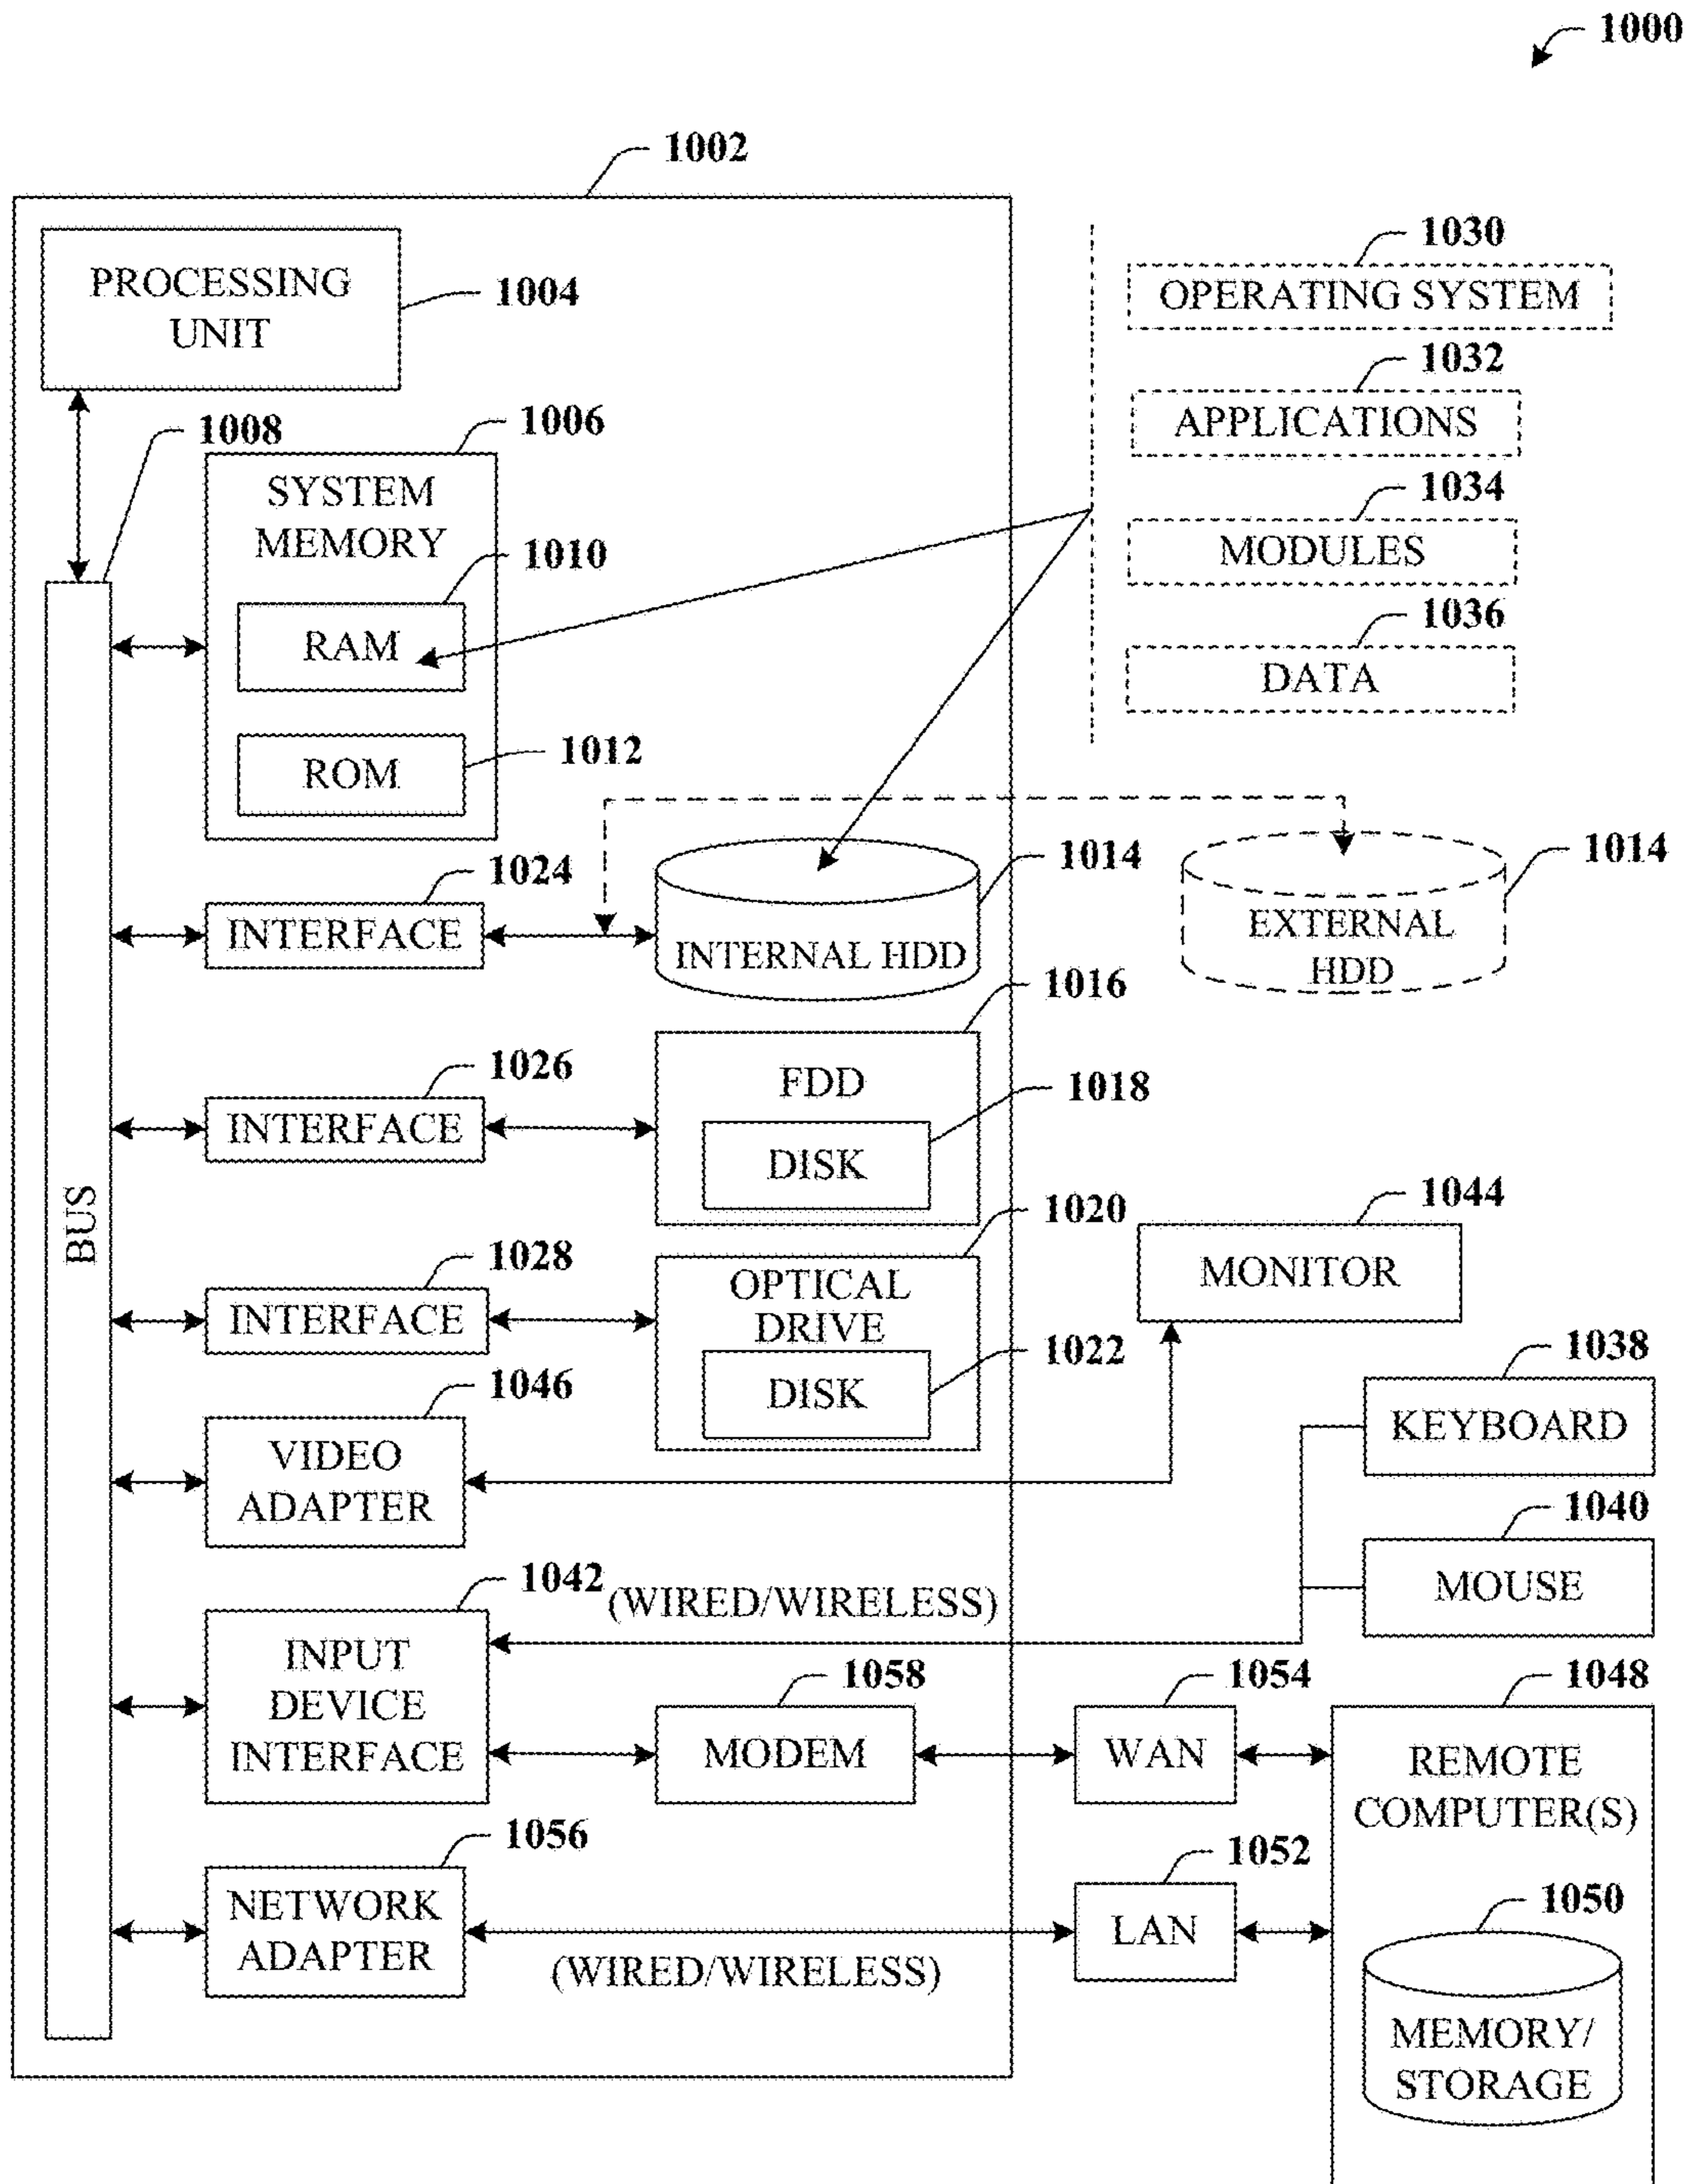 1000
1002
PROCESSING
UNIT
1004
1030
OPERATING SYSTEM
1032
APPLICATIONS
1034
MODULES
1036
DATA
1008
BUS
1006
SYSTEM
MEMORY
1010
RAM
1012
ROM
1024
INTERFACE
1014
INTERNAL HDD
1014
EXTERNAL
HDD
1026
INTERFACE
1016
FDD
1018
DISK
1028
INTERFACE
1020
OPTICAL
DRIVE
1022
DISK
1044
MONITOR
1046
VIDEO
ADAPTER
1038
KEYBOARD
1040
MOUSE
1042
(WIRED/WIRELESS)
INPUT
DEVICE
INTERFACE
1058
MODEM
1054
WAN
1048
REMOTE
COMPUTER(S)
1056
NETWORK
ADAPTER
(WIRED/WIRELESS)
1052
LAN
1050
MEMORY/
STORAGE